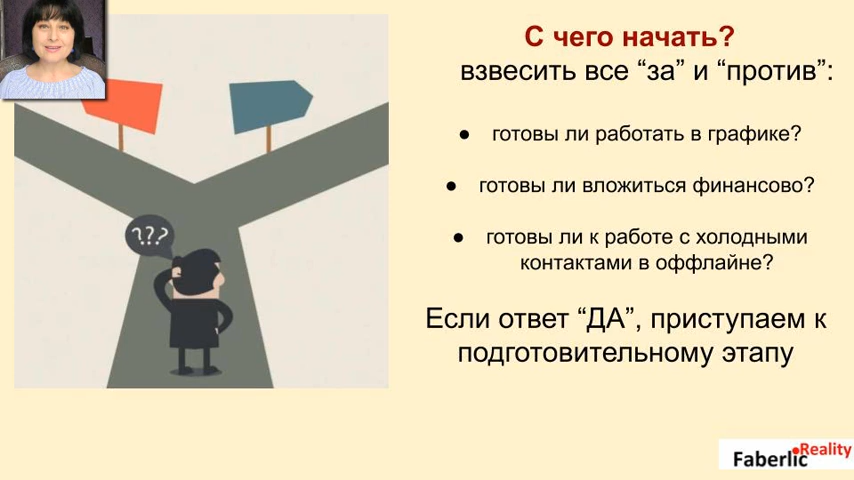 С чего начать?
взвесить все “за” и “против”:
● готовы ли работать в графике?
● готовы ли вложиться финансово?
● готовы ли к работе с холодными
контактами в оффлайне?
???
Если ответ “ДА”, приступаем к
подготовительному этапу
Faberlic Reality